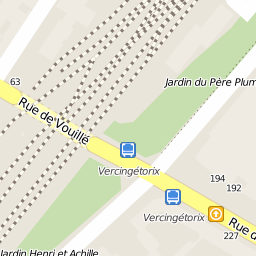 63
Jardin du Père Plum
Rue de Vouillé
Vercingétorix
194
192
Vercingétorix
227
Rue d
Jardin Henri et Achille